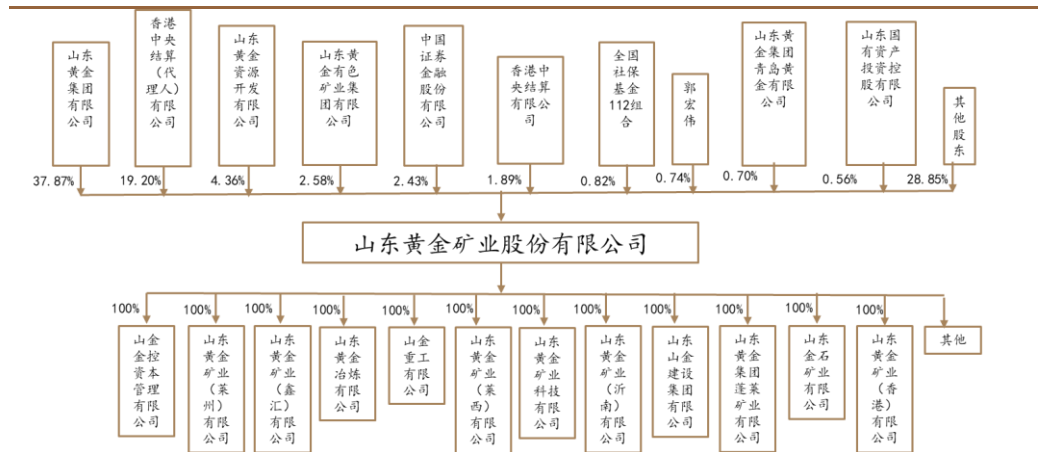 山东
黄金
集团
有限
公司
香港
中央
结算
（代
理人）
有限
公司
山东
黄金
资源
开发
有限
公司
山东黄
金有色
矿业集
团有限
公司
中国
证券
金融
股份
有限
公司
香港中
央结算
有限公
司
全国
社保
基金
112组
合
郭
宏
伟
山东黄
金集团
青岛黄
金有限
公司
山东国
有资产
投资控
股有限
公司
其
他
股
东
37.87%
19.20%
4.36%
2.58%
2.43%
1.89%
0.82%
0.74%
0.70%
0.56%
28.85%
山东黄金矿业股份有限公司
100%
100%
100%
100%
100%
100%
100%
100%
100%
100%
100%
100%
山金
金控
资本
管理
有限
公司
山东
黄金
矿业
（莱
州）
有限
公司
山东
黄金
矿业
（鑫
汇）
有限
公司
山东
黄金
冶炼
有限
公司
山金
重工
有限
公司
山东
黄金
矿业
（莱
西）
有限
公司
山东
黄金
矿业
科技
有限
公司
山东
黄金
矿业
（沂
南）
有限
公司
山东
山金
建设
集团
有限
公司
山东
黄金
集团
蓬莱
矿业
有限
公司
山东
金石
矿业
有限
公司
山东
黄金
矿业
（香
港）
有限
公司
其他